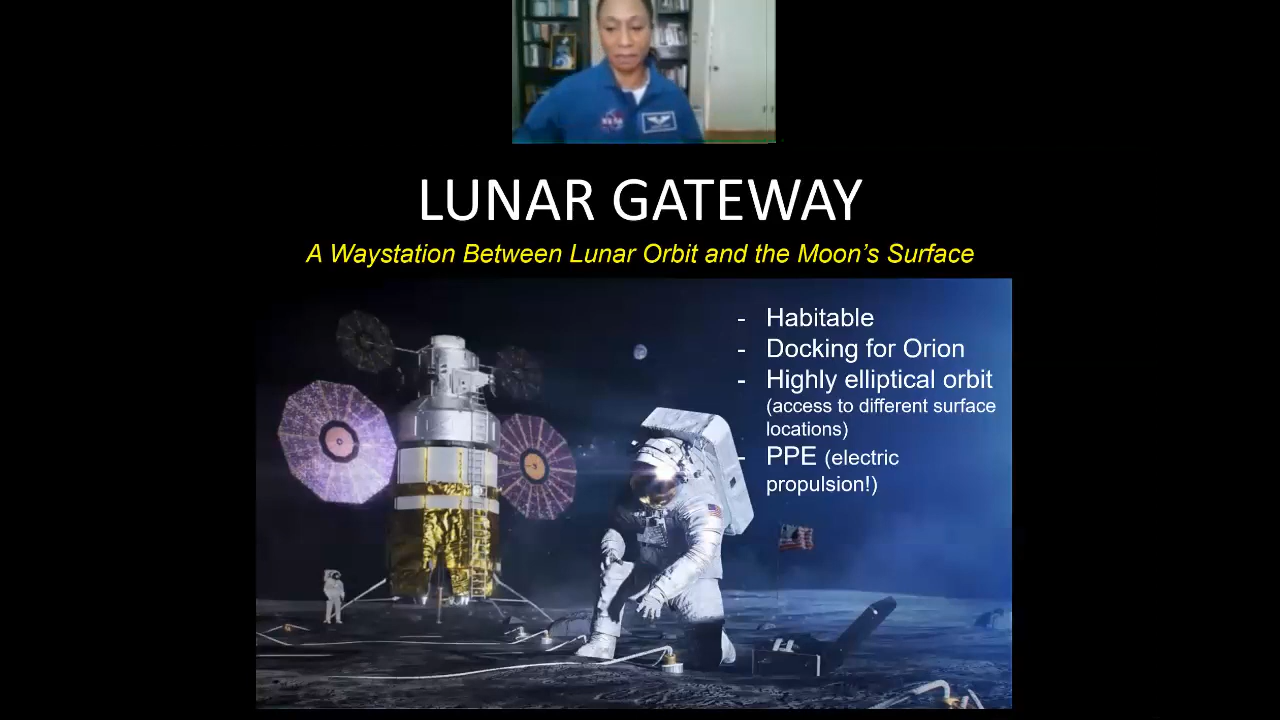 NASA
LUNAR GATEWAY
A Waystation Between Lunar Orbit and the Moon's Surface
- Habitable
- Docking for Orion
- Highly elliptical orbit
(access to different surface
locations)
- PPE (electric
propulsion!)